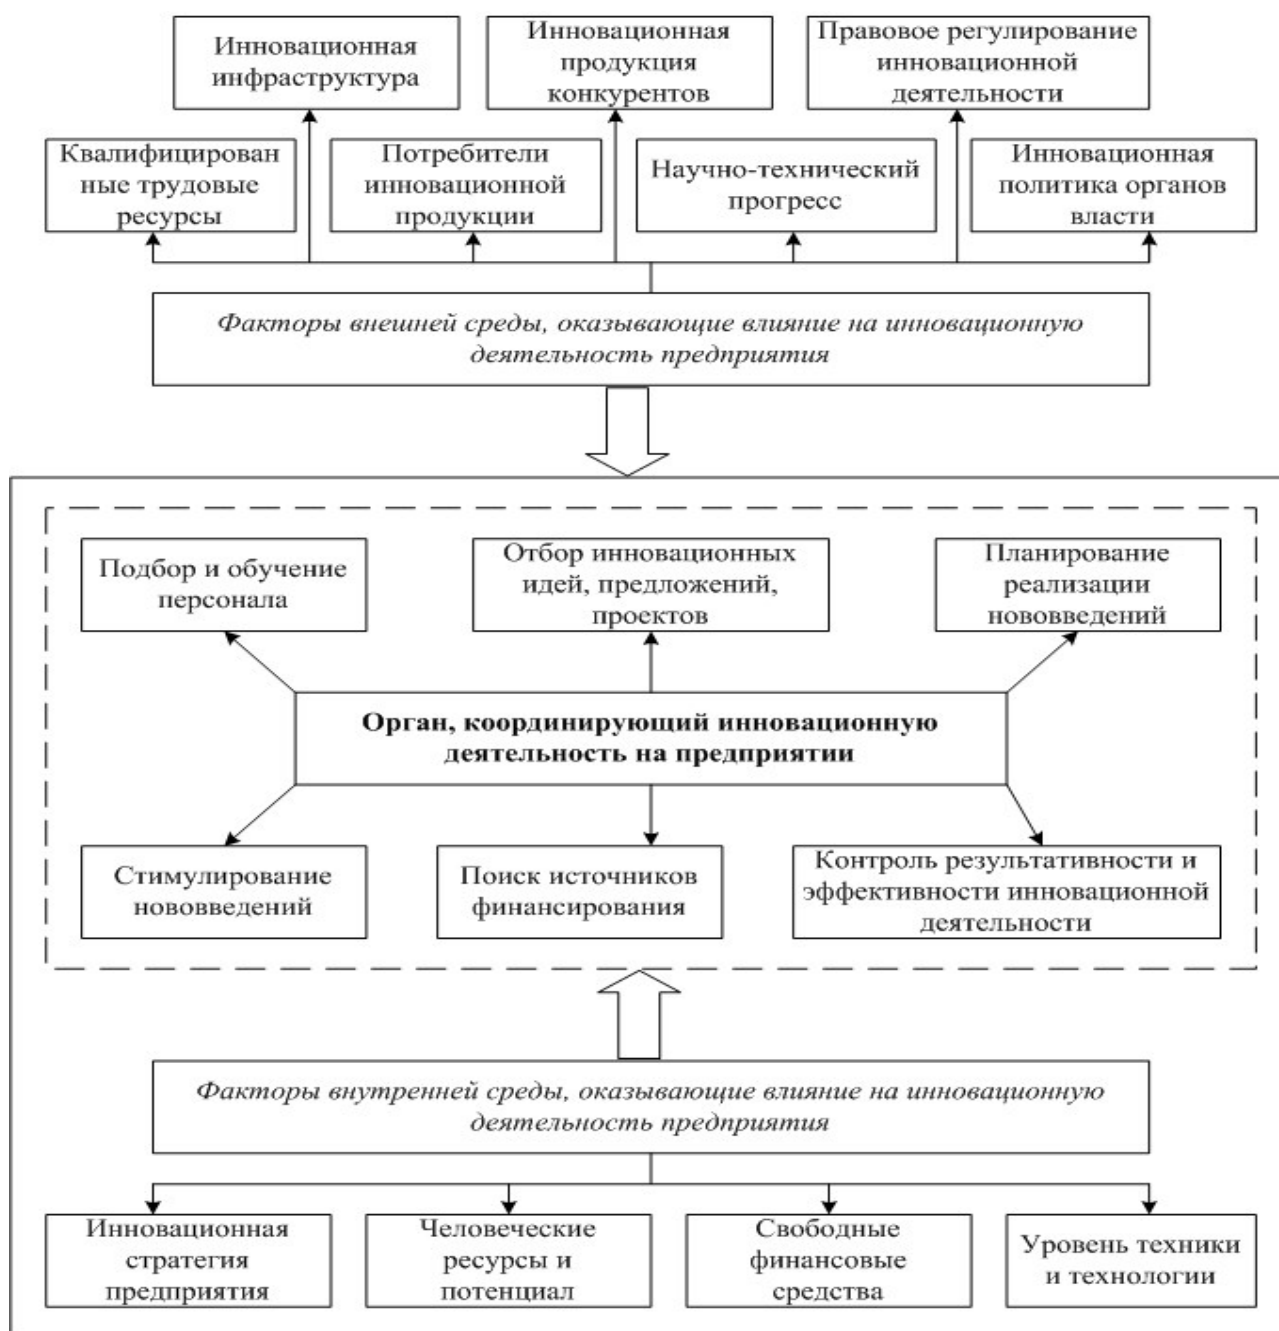 Инновационная
инфраструктура
Инновационная
продукция
конкурентов
Правовое регулирование
инновационной
деятельности
Квалифицирован
ные трудовые
ресурсы
Потребители
инновационной
продукции
Научно-технический
прогресс
Инновационная
политика органов
власти
Факторы внешней среды, оказывающие влияние на инновационную
деятельность предприятия
Подбор и обучение
персонала
Отбор инновационных
идей, предложений,
проектов
Планирование
реализации
нововведений
Орган, координирующий инновационную
деятельность на предприятии
Стимулирование
нововведений
Поиск источников
финансирования
Контроль результативности и
эффективности инновационной
деятельности
Факторы внутренней среды, оказывающие влияние на инновационную
деятельность предприятия
Инновационная
стратегия
предприятия
Человеческие
ресурсы и
потенциал
Свободные
финансовые
средства
Уровень техники
и технологии